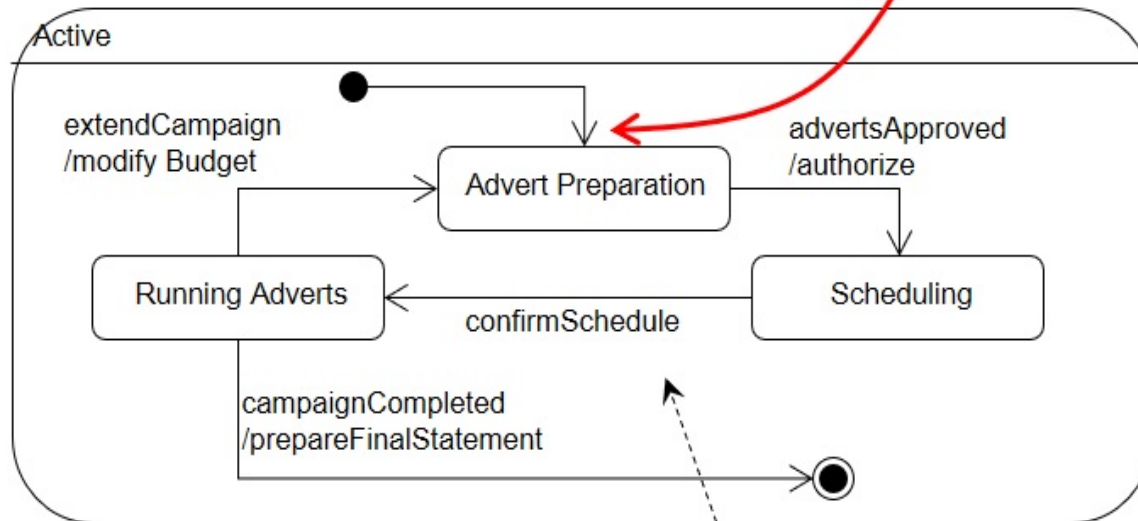 Active
extendCampaign
/modify Budget
advertsApproved
/authorize
Advert Preparation
Running Adverts
Scheduling
confirmSchedule
campaignCompleted
/prepareFinalStatement